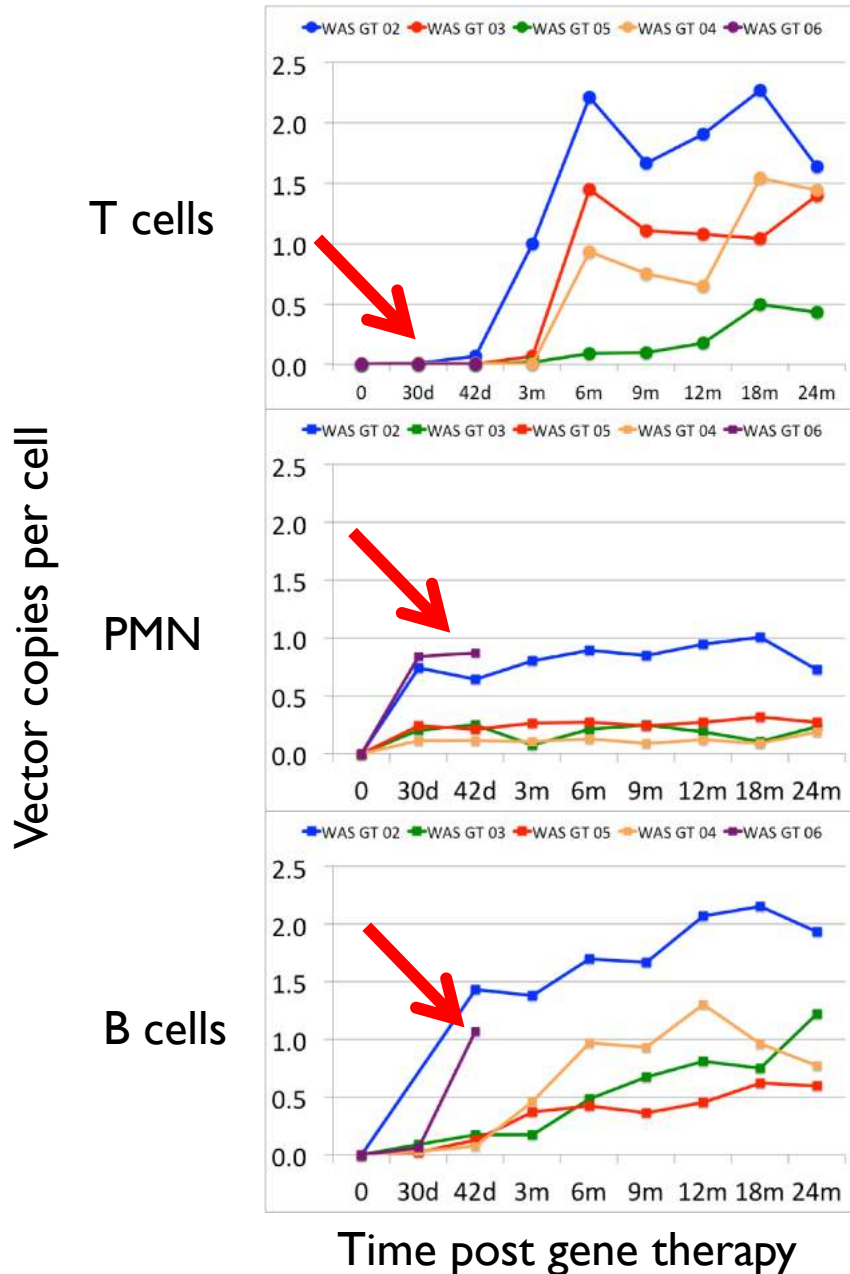 WAS GT 02 WAS GT 03 WAS GT 05 WAS GT 04 WAS GT 06
2.5
2.0
1.5
1.0
0.5
0.0
0 30d 42d 3m 6m 9m 12m 18m 24m
T cells
WAS GT 02 WAS GT 03 WAS GT 05 WAS GT 04 WAS GT 06
2.5
2.0
1.5
1.0
0.5
0.0
0 30d 42d 3m 6m 9m 12m 18m 24m
PMN
Vector copies per cell
WAS GT 02 WAS GT 03 WAS GT 05 WAS GT 04 WAS GT 06
2.5
2.0
1.5
1.0
0.5
0.0
0 30d 42d 3m 6m 9m 12m 18m 24m
B cells
Time post gene therapy